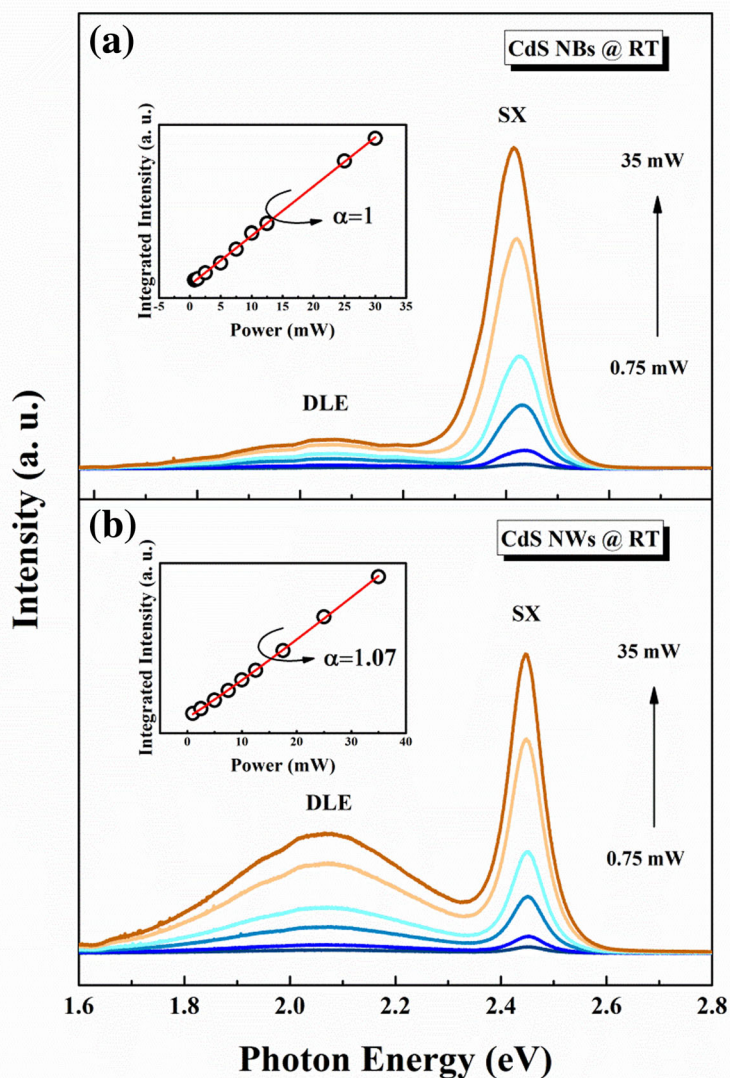 (a)
CdS NBs @ RT
SX
35 mW
0.75 mW
DLE
Integrated Intensity (a. u.)
α=1
-5 0 5 10 15 20 25 30 35
Power (mW)
Intensity (a. u.)
(b)
CdS NWs @ RT
SX
35 mW
0.75 mW
DLE
Integrated Intensity (a. u.)
α=1.07
0 10 20 30 40
Power (mW)
1.6 1.8 2.0 2.2 2.4 2.6 2.8
Photon Energy (eV)